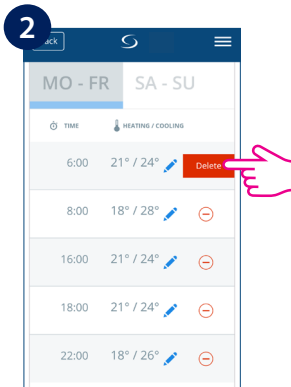 2
ack
MO - FR SA - SU
TIME HEATING / COOLING
6:00 21° / 24° Delete
8:00 18° / 28°
16:00 21° / 24°
18:00 21° / 24°
22:00 18° / 26°